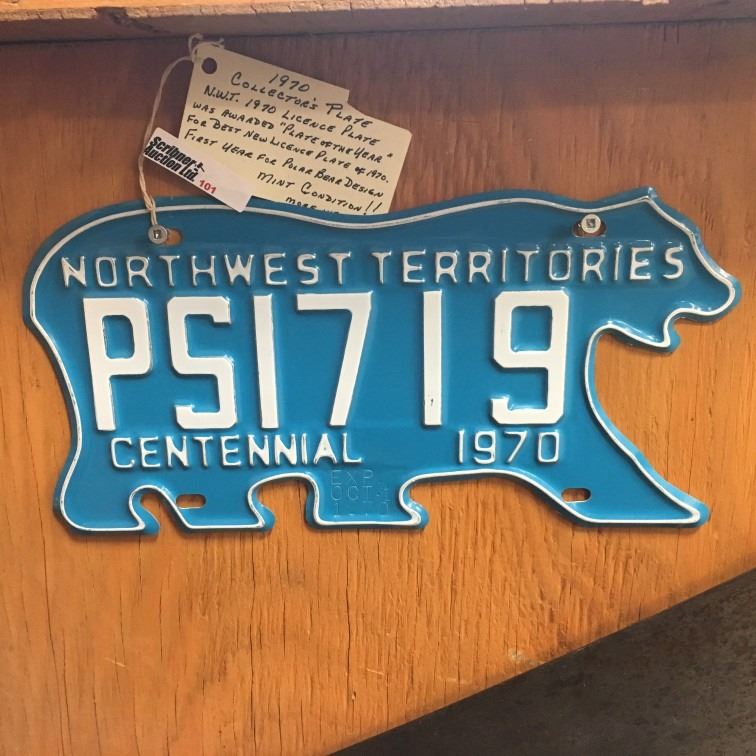 1970
COLLECTOR'S PLATE
N.W.T. 1970 LICENCE PLATE
WAS AWARDED "PLATE OF THE YEAR"
FOR BEST NEW LICENCE PLATE OF 1970.
FIRST YEAR FOR POLAR BEAR DESIGN
MINT CONDITION!!
MORE
Scribner's
Auction Ltd.
101
NORTHWEST TERRITORIES
PS1719
CENTENNIAL 1970
EXP.
OCT.